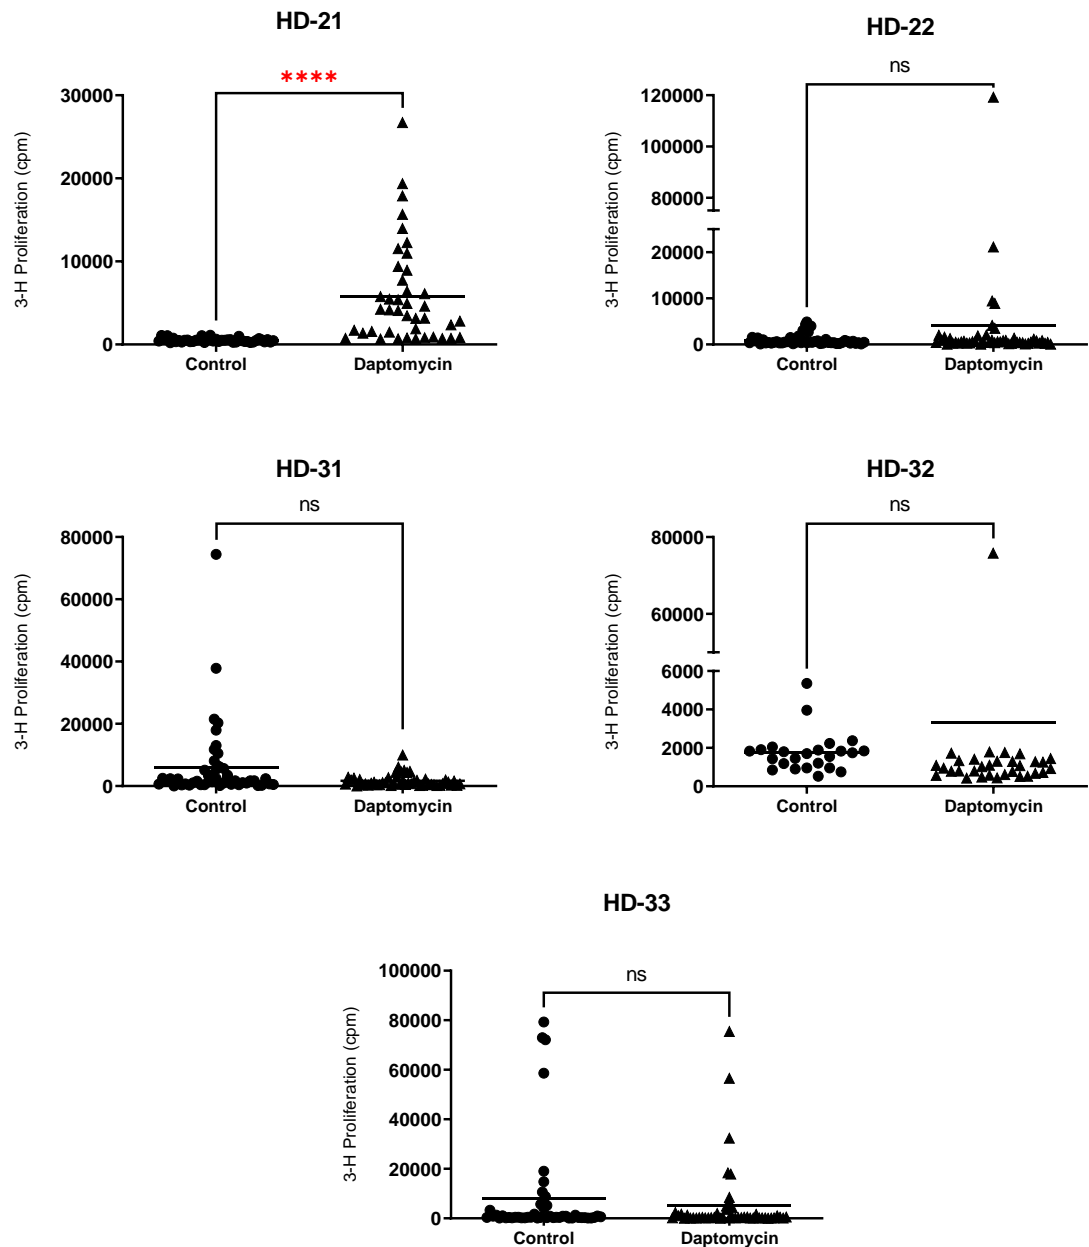 HD-21
****
30000
20000
10000
0
3-H Proliferation (cpm)
Control
Daptomycin
HD-22
ns
120000
100000
80000
20000
10000
0
3-H Proliferation (cpm)
Control
Daptomycin
HD-31
ns
80000
60000
40000
20000
0
3-H Proliferation (cpm)
Control
Daptomycin
HD-32
ns
80000
60000
6000
4000
2000
0
3-H Proliferation (cpm)
Control
Daptomycin
HD-33
ns
100000
80000
60000
40000
20000
0
3-H Proliferation (cpm)
Control
Daptomycin